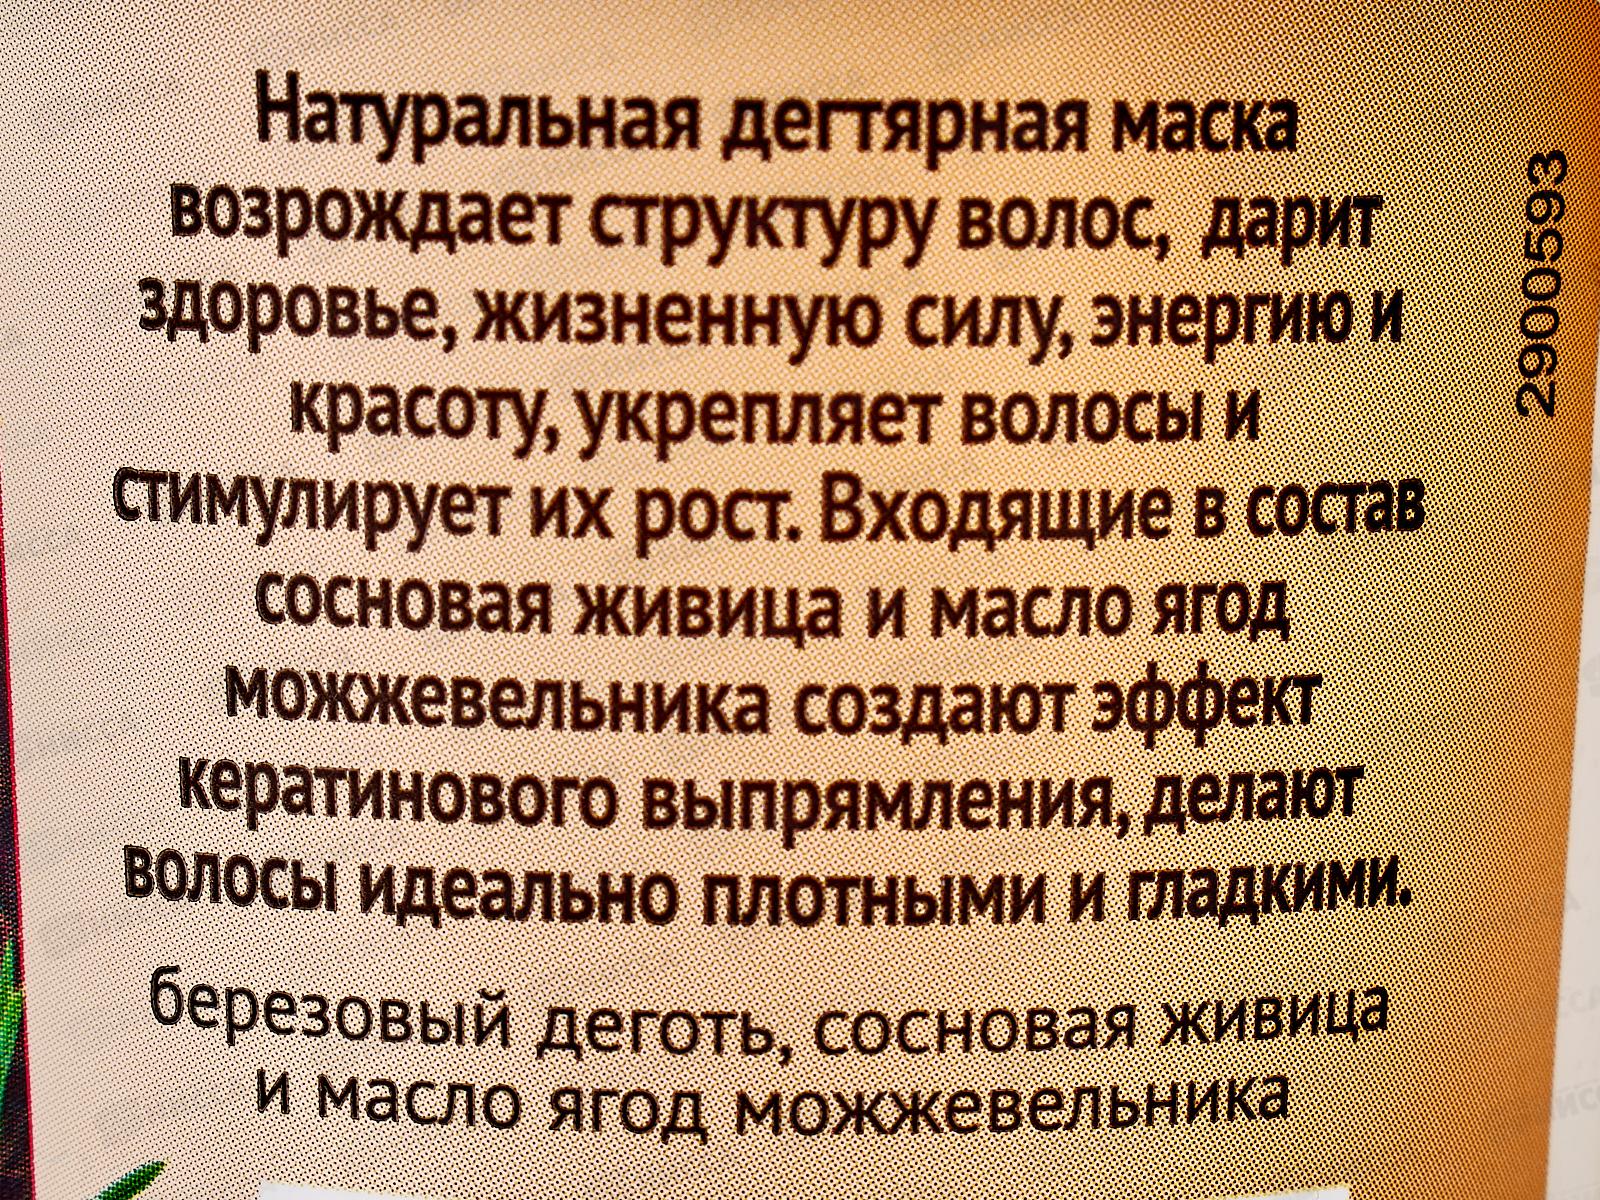 Натуральная дегтярная маска
возрождает структуру волос, дарит
здоровье, жизненную силу, энергию и
красоту, укрепляет волосы и
стимулирует их рост. Входящие в состав
сосновая живица и масло ягод
можжевельника создают эффект
кератинового выпрямления, делают
волосы идеально плотными и гладкими.
березовый деготь, сосновая живица
и масло ягод можжевельника
2900593